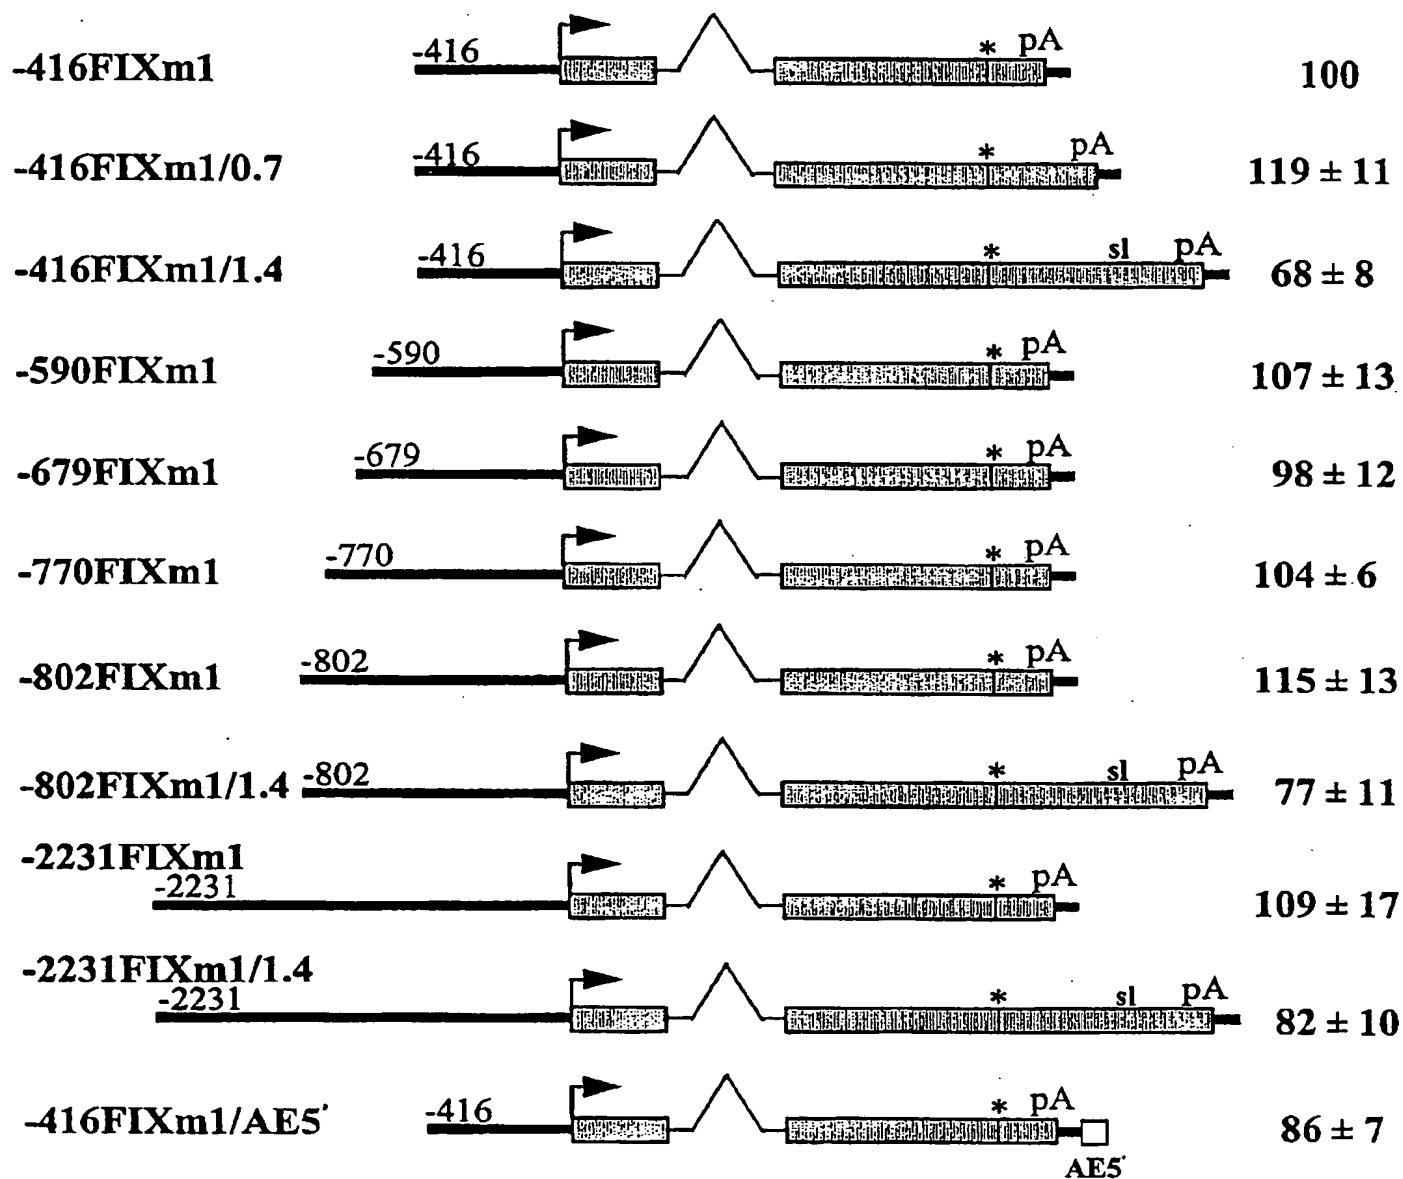 -416FIXm1 -416 * pA 100
-416FIXm1/0.7 -416 * pA 119 ± 11
-416FIXm1/1.4 -416 * sl pA 68 ± 8
-590FIXm1 -590 * pA 107 ± 13
-679FIXm1 -679 * pA 98 ± 12
-770FIXm1 -770 * pA 104 ± 6
-802FIXm1 -802 * pA 115 ± 13
-802FIXm1/1.4 -802 * sl pA 77 ± 11
-2231FIXm1
-2231 * pA 109 ± 17
-2231FIXm1/1.4
-2231 * sl pA 82 ± 10
-416FIXm1/AE5' -416 * pA 86 ± 7
AE5'